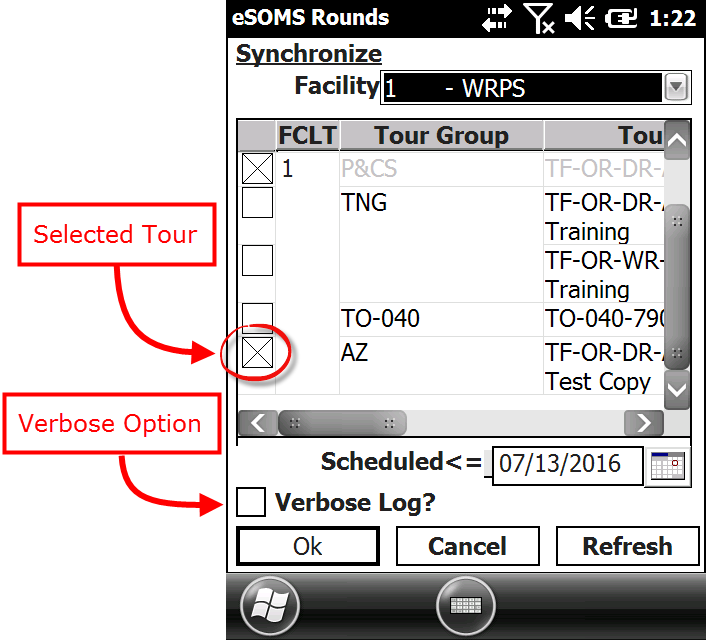 eSOMS Rounds 1:22
Synchronize
Facility 1 - WRPS
FCLT Tour Group Tou
1 P&CS TF-OR-DR-
TNG TF-OR-DR-
Training
TF-OR-WR-
Training
TO-040 TO-040-790
AZ TF-OR-DR-
Test Copy
Selected Tour
Verbose Option
Scheduled<= 07/13/2016
Verbose Log?
Ok Cancel Refresh